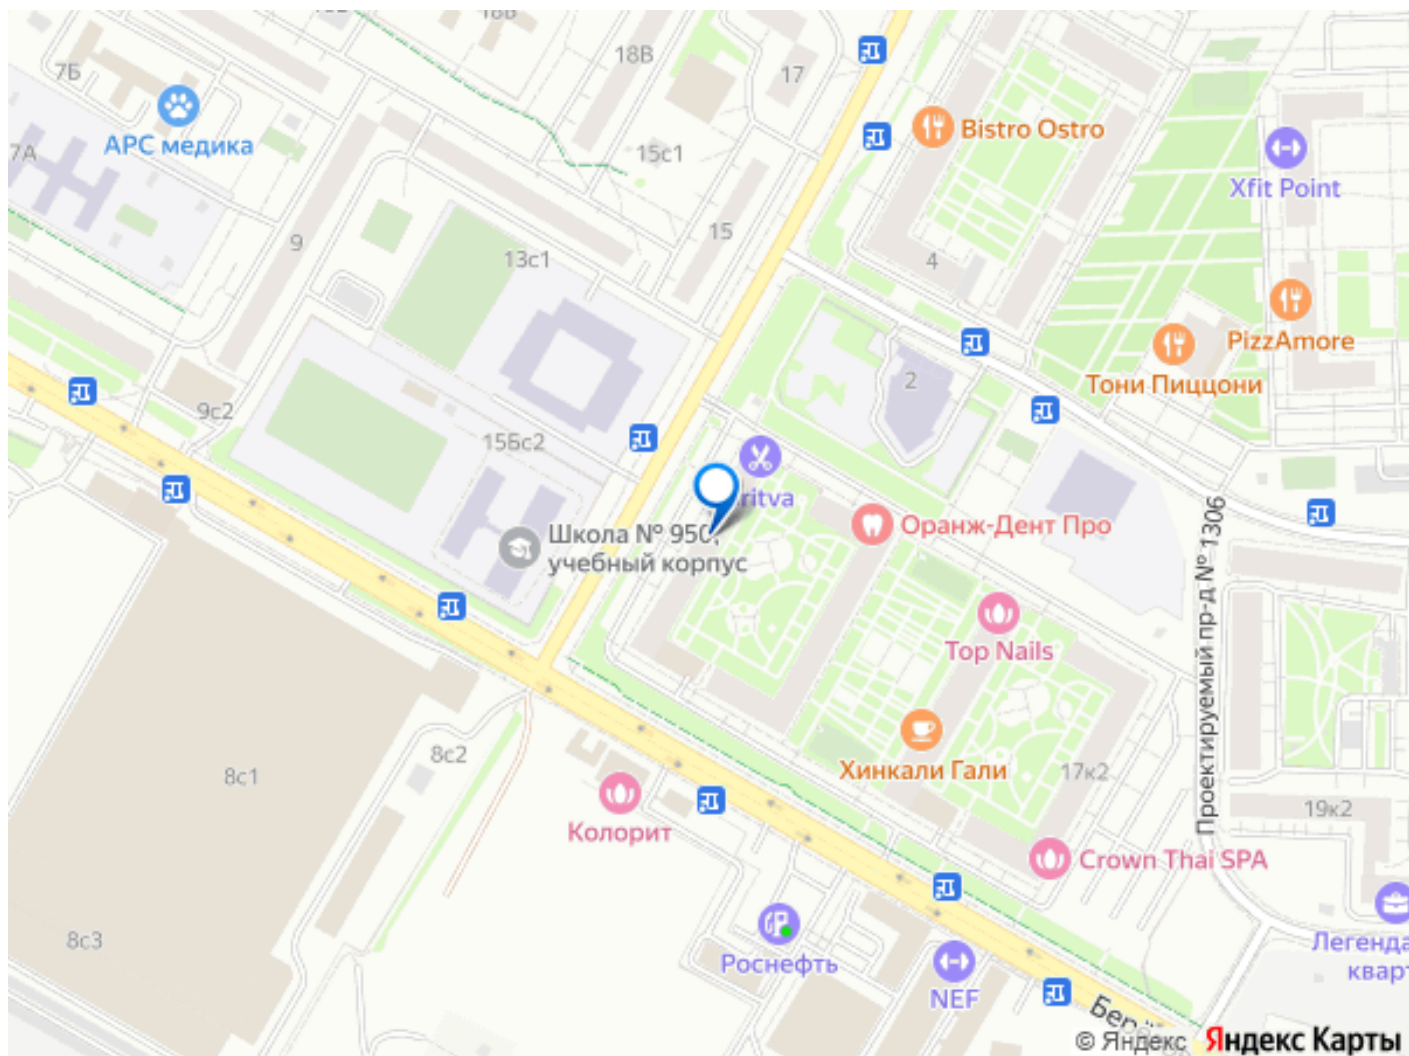 18Б
18В
17
7Б
АРС медика
7А
15с1
Bistro Ostro
Xfit Point
9
13с1
15
4
PizzAmore
Тони Пиццони
2
9с2
15Бс2
Школа № 950,
учебный корпус
Оранж-Дент Про
Проектируемый пр-д № 1306
Top Nails
Хинкали Гали
17к2
8с2
8с1
Колорит
19к2
Crown Thai SPA
8с3
Роснефть
NEF
© Яндекс Яндекс Карты